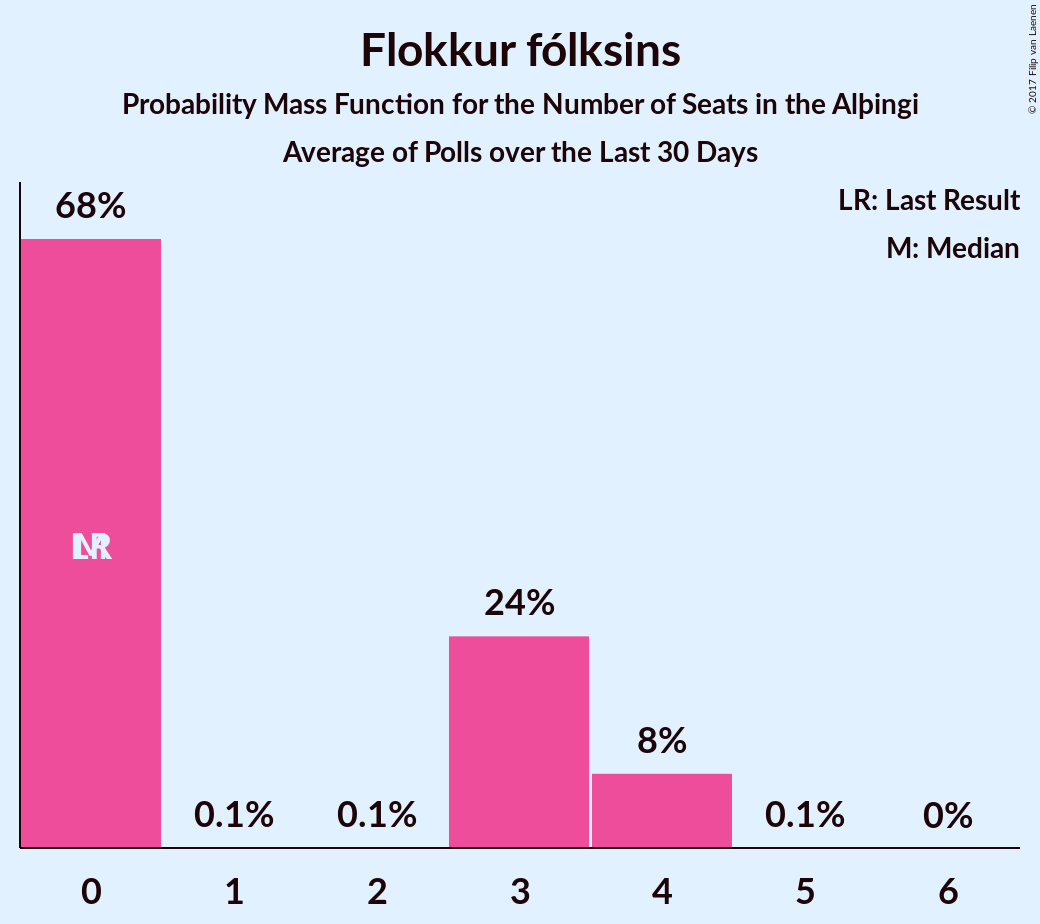 Flokkur fólksins
Probability Mass Function for the Number of Seats in the Alþingi
Average of Polls over the Last 30 Days
© 2017 Filip van Laenen
LR: Last Result
M: Median
68%
LR
M
24%
8%
0.1%
0.1%
0.1%
0%
0
1
2
3
4
5
6